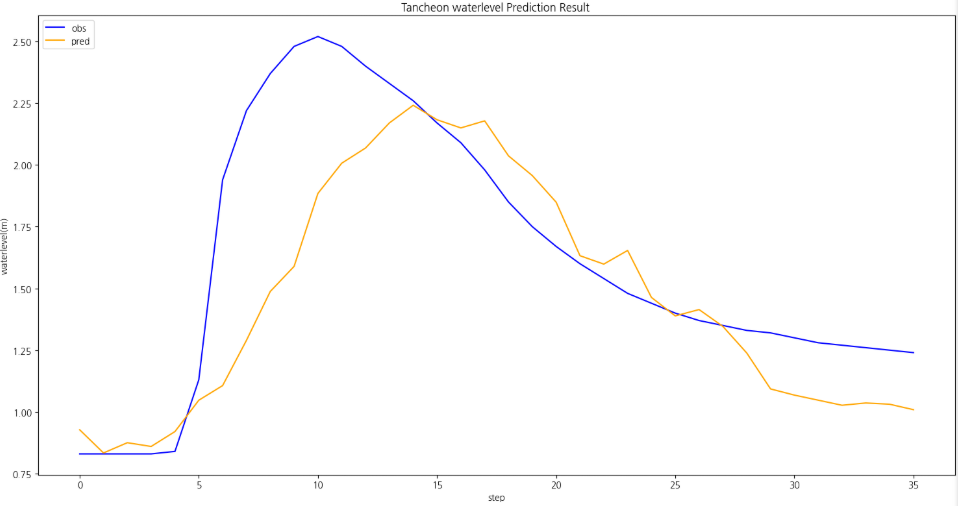 Tancheon waterlevel Prediction Result
obs
pred
2.50
2.25
2.00
1.75
1.50
1.25
1.00
0.75
waterlevel(m)
0 5 10 15 20 25 30 35
step